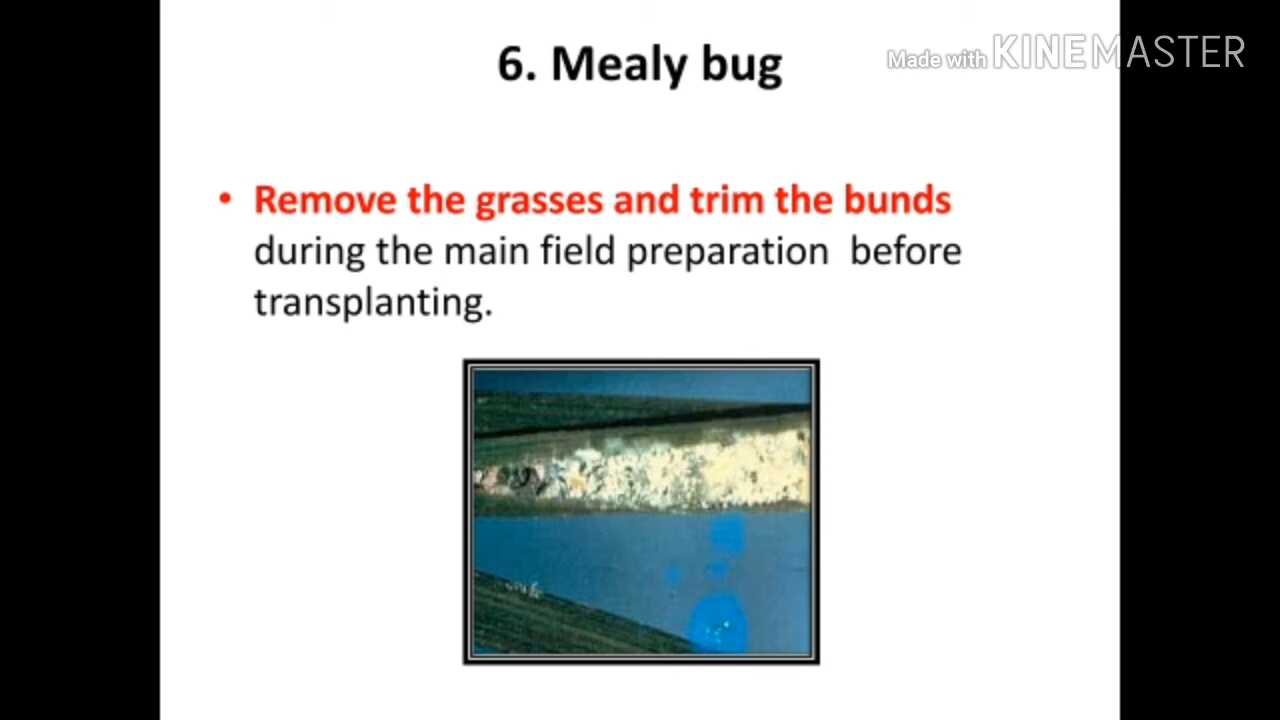 6. Mealy bug
Made with KINEMASTER
• Remove the grasses and trim the bunds
during the main field preparation before
transplanting.